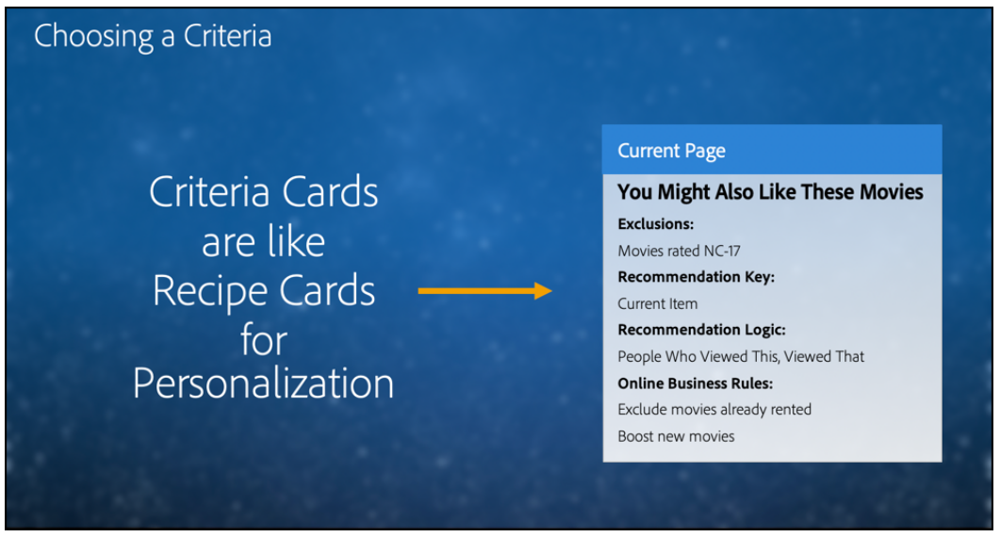 Choosing a Criteria
Criteria Cards
are like
Recipe Cards
for
Personalization
Current Page
You Might Also Like These Movies
Exclusions:
Movies rated NC-17
Recommendation Key:
Current Item
Recommendation Logic:
People Who Viewed This, Viewed That
Online Business Rules:
Exclude movies already rented
Boost new movies